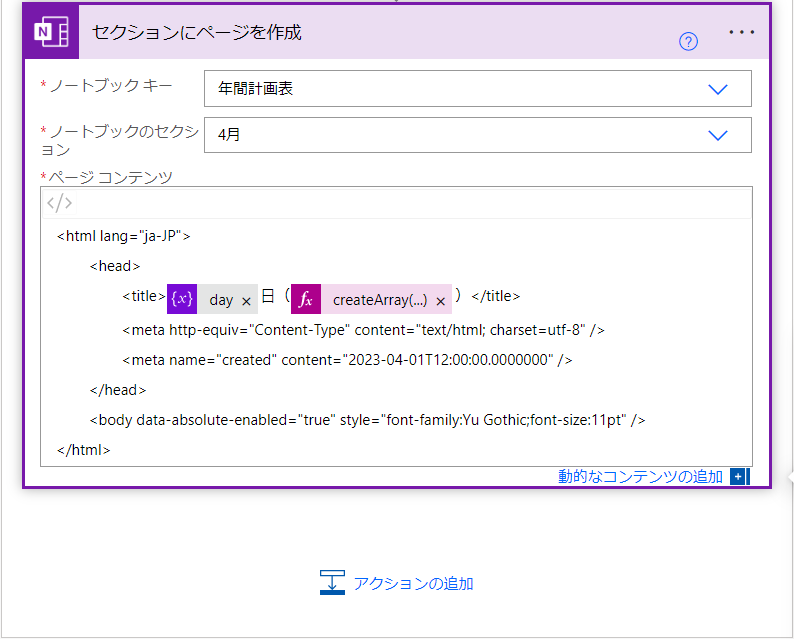 N セクションにページを作成 ? ...
*ノートブック キー 年間計画表
*ノートブックのセクシ
ョン 4月
*ページ コンテンツ
</>
<html lang="ja-JP">
<head>
<title> {x} day × 日（ fx createArray(...) × ）</title>
<meta http-equiv="Content-Type" content="text/html; charset=utf-8" />
<meta name="created" content="2023-04-01T12:00:00.0000000" />
</head>
<body data-absolute-enabled="true" style="font-family:Yu Gothic;font-size:11pt" />
</html>
動的なコンテンツの追加 +
アクションの追加